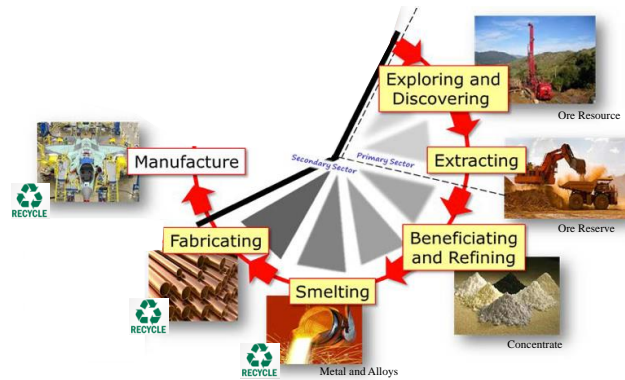 Exploring and
Discovering
Ore Resource
Secondary Sector
Primary Sector
Extracting
Manufacture
RECYCLE
Ore Reserve
Fabricating
Beneficiating
and Refining
Smelting
RECYCLE
Concentrate
RECYCLE
Metal and Alloys